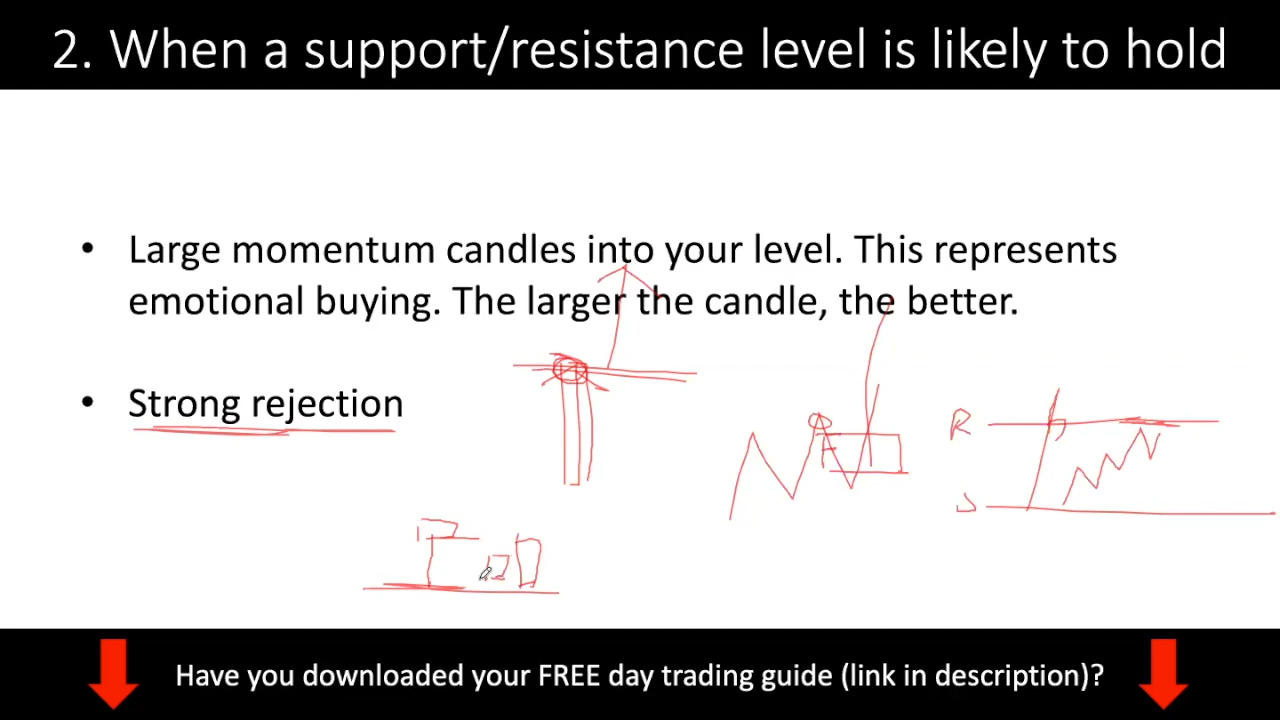 2. When a support/resistance level is likely to hold
• Large momentum candles into your level. This represents
emotional buying. The larger the candle, the better.
• Strong rejection
R
S
Have you downloaded your FREE day trading guide (link in description)?